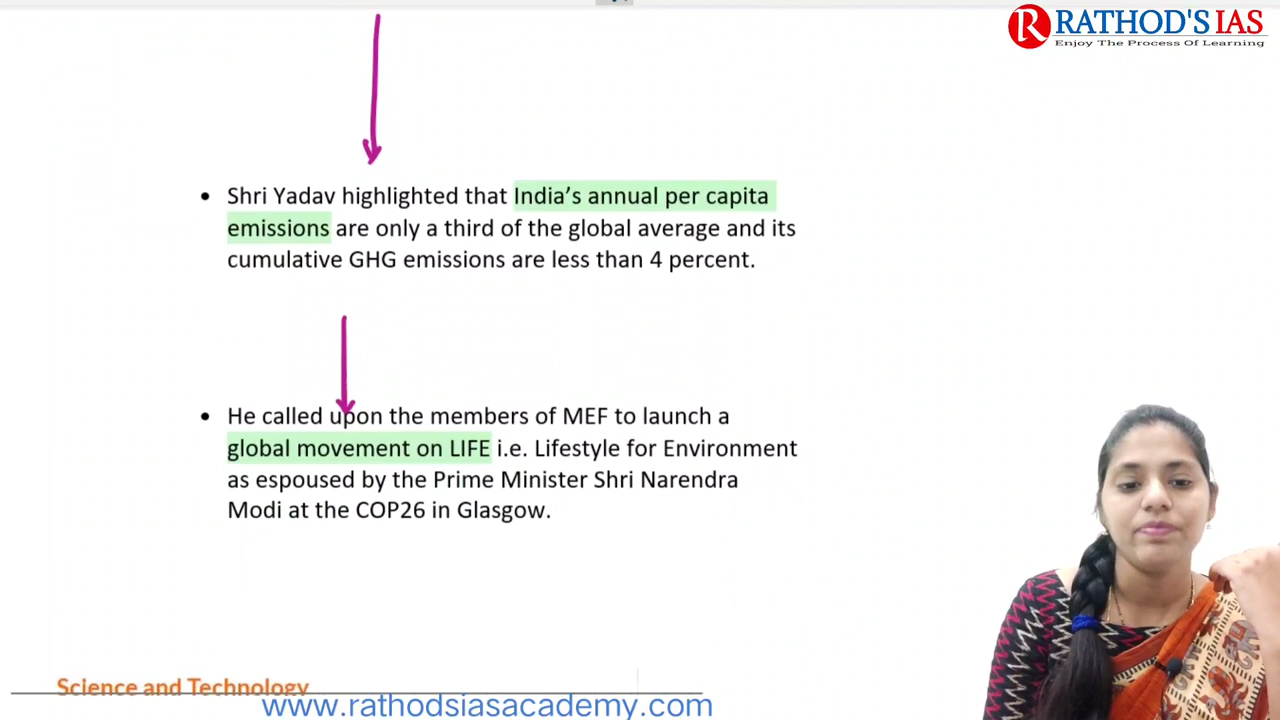 RATHOD'S IAS
Enjoy The Process Of Learning
• Shri Yadav highlighted that India's annual per capita
emissions are only a third of the global average and its
cumulative GHG emissions are less than 4 percent.
• He called upon the members of MEF to launch a
global movement on LIFE i.e. Lifestyle for Environment
as espoused by the Prime Minister Shri Narendra
Modi at the COP26 in Glasgow.
Science and Technology
www.rathodsiasacademy.com